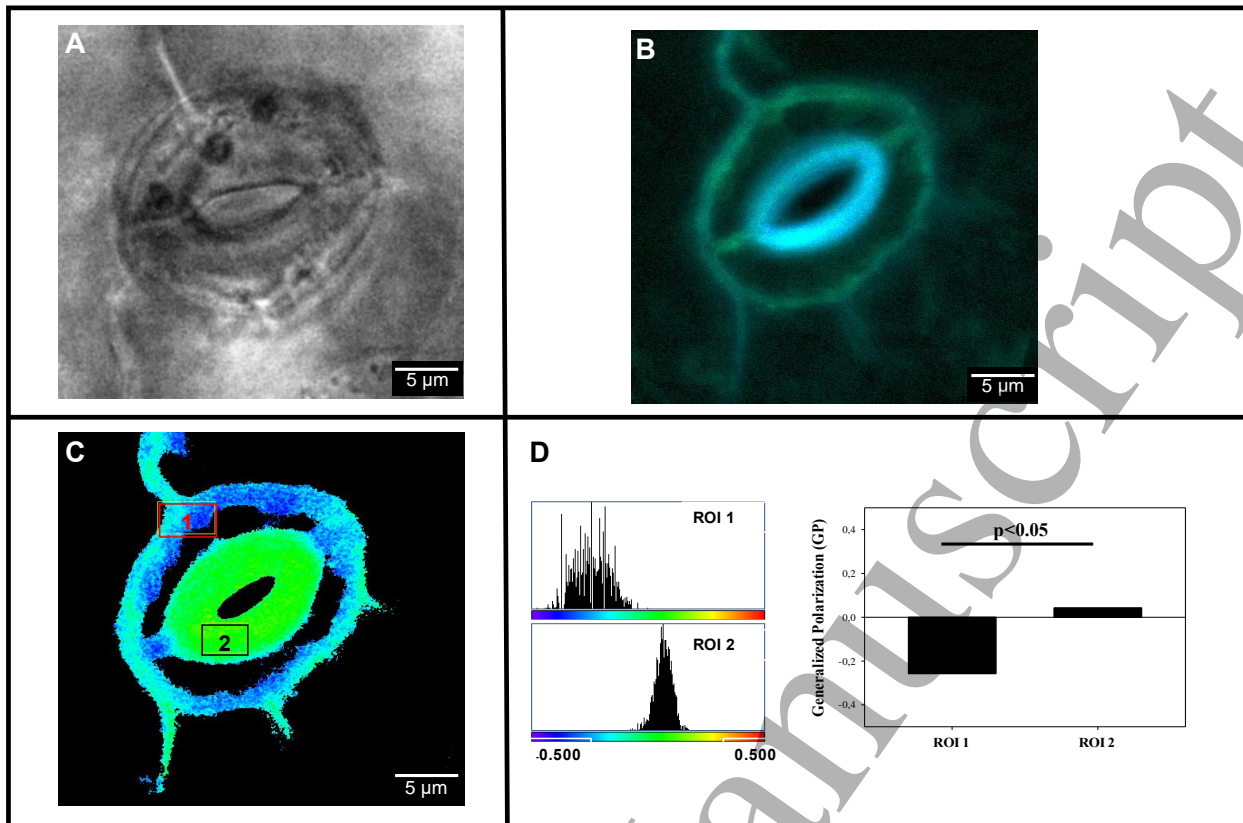 A
5 µm
B
5 µm
C
1
2
5 µm
D
ROI 1
ROI 2
-0.500 0.500
Generalized Polarization (GP)
0,4
0,2
0,0
-0,2
-0,4
p<0.05
ROI 1 ROI 2
anuscript